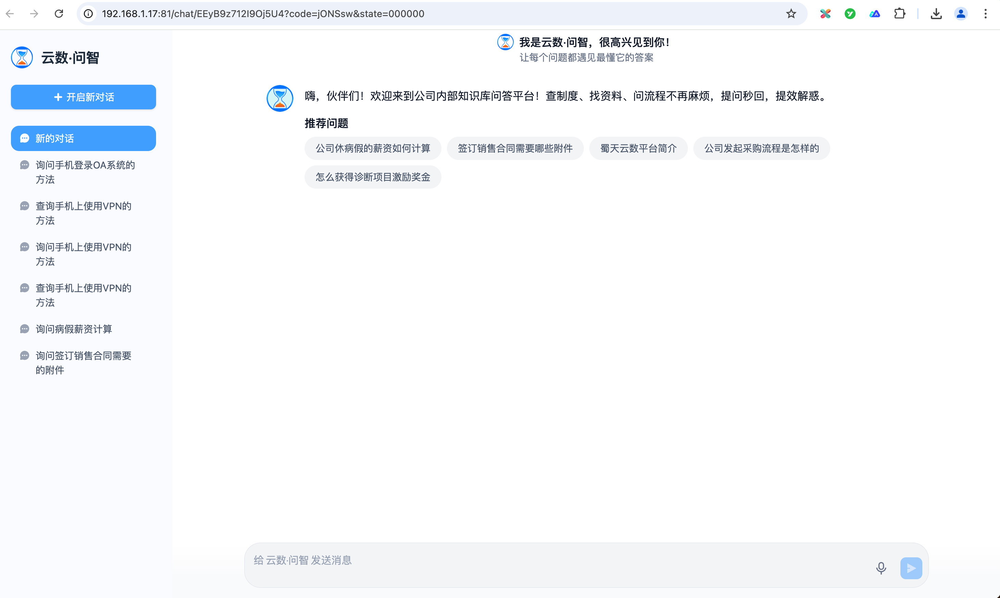 192.168.1.17:81/chat/EEyB9z712I9Oj5U4?code=jONSsw&state=000000
云数·问智
开启新对话
新的对话
询问手机登录OA系统的
方法
查询手机上使用VPN的
方法
询问手机上使用VPN的
方法
查询手机上使用VPN的
方法
询问病假薪资计算
询问签订销售合同需要
的附件
我是云数·问智，很高兴见到你！
让每个问题都遇见最懂它的答案
嗨，伙伴们！欢迎来到公司内部知识库问答平台！查制度、找资料、问流程不再麻烦，提问秒回，提效解惑。
推荐问题
公司休病假的薪资如何计算
签订销售合同需要哪些附件
蜀天云数平台简介
公司发起采购流程是怎样的
怎么获得诊断项目激励奖金
给 云数·问智 发送消息